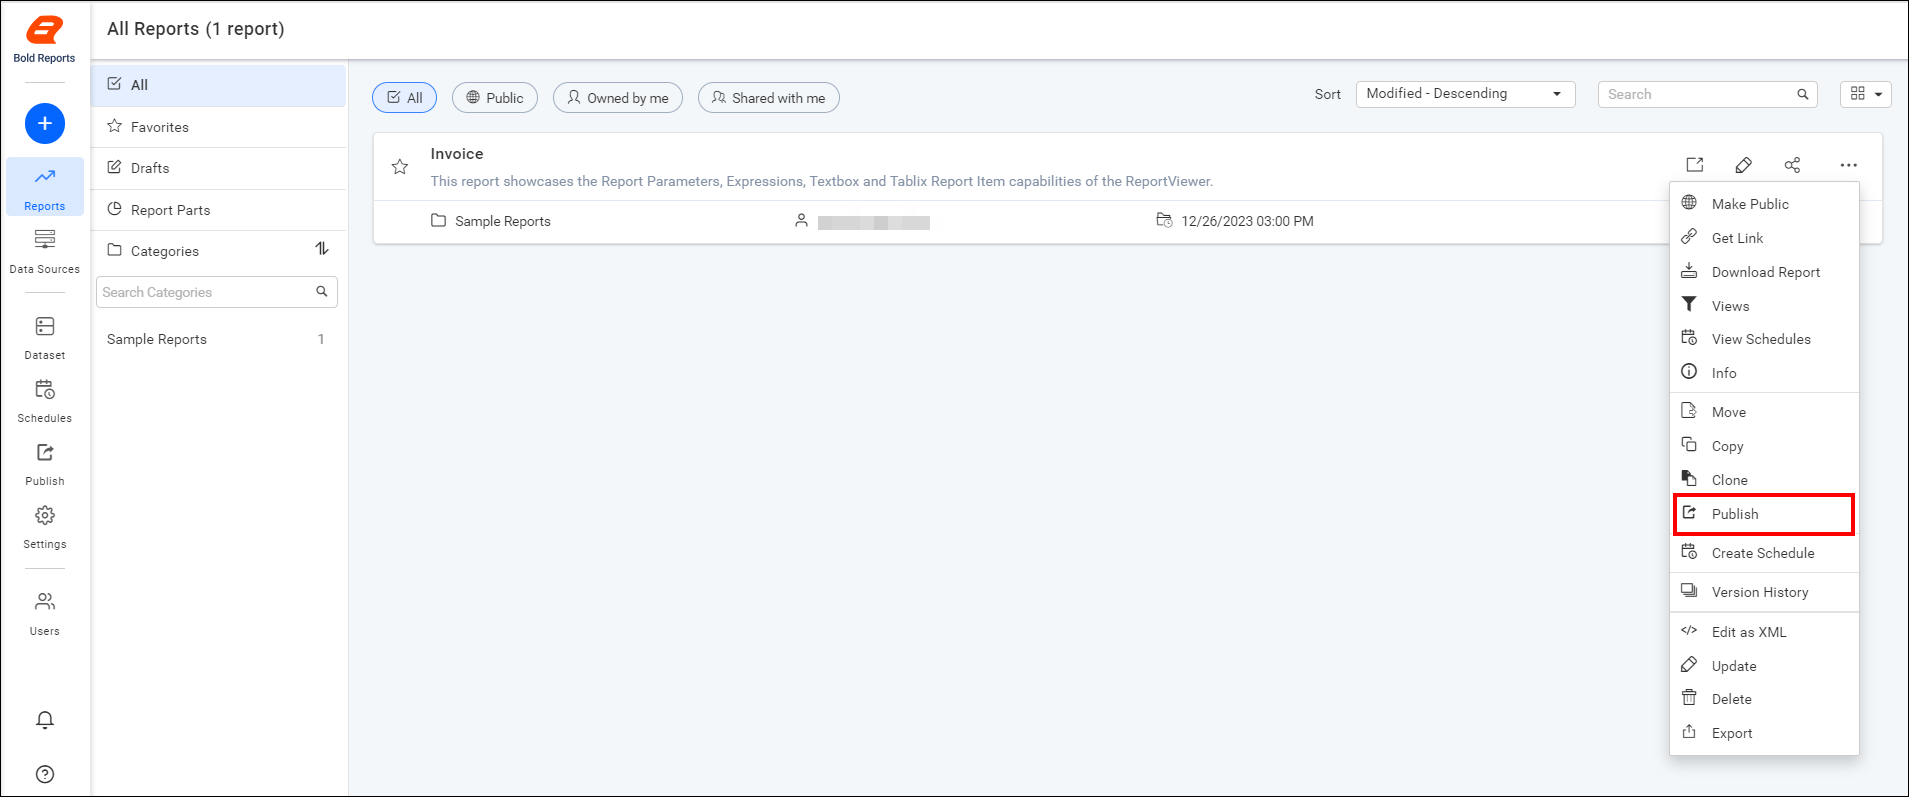 All Reports (1 report)
Bold Reports
Reports
Data Sources
Dataset
Schedules
Publish
Settings
Users
All
Favorites
Drafts
Report Parts
Categories
Search Categories
Sample Reports 1
All Public Owned by me Shared with me
Sort Modified - Descending Search
Invoice
This report showcases the Report Parameters, Expressions, Textbox and Tablix Report Item capabilities of the ReportViewer.
Sample Reports 12/26/2023 03:00 PM
Make Public
Get Link
Download Report
Views
View Schedules
Info
Move
Copy
Clone
Publish
Create Schedule
Version History
Edit as XML
Update
Delete
Export